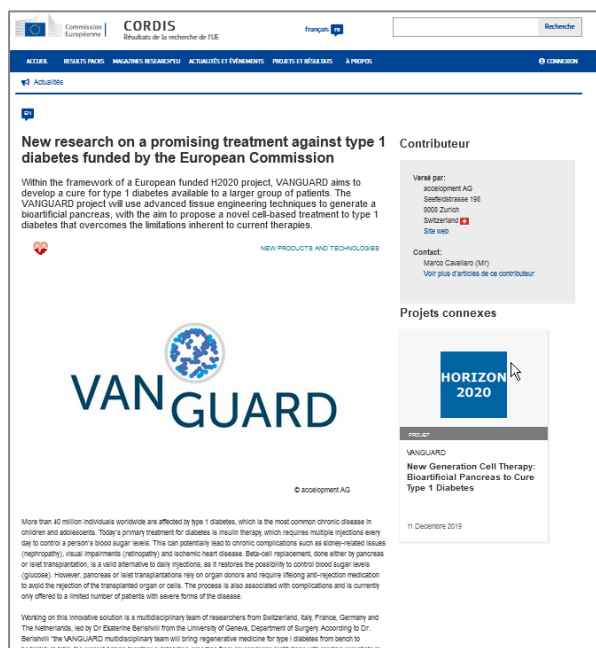 Commission
Européenne
CORDIS
Résultats de la recherche de l'UE
français FR
Recherche
ACCUEIL RESULTS PACKS MAGAZINES RESEARCH*EU ACTUALITÉS ET ÉVÉNEMENTS PROJETS ET RÉSULTATS À PROPOS CONNEXION
Actualités
EN
New research on a promising treatment against type 1
diabetes funded by the European Commission
Within the framework of a European funded H2020 project, VANGUARD aims to
develop a cure for type 1 diabetes available to a larger group of patients. The
VANGUARD project will use advanced tissue engineering techniques to generate a
bioartificial pancreas, with the aim to propose a novel cell-based treatment to type 1
diabetes that overcomes the limitations inherent to current therapies.
NEW PRODUCTS AND TECHNOLOGIES
VANGUARD
© accelopment AG
More than 40 million individuals worldwide are affected by type 1 diabetes, which is the most common chronic disease in
children and adolescents. Today's primary treatment for diabetes is insulin therapy, which requires multiple injections every
day to control a person's blood sugar levels. This can potentially lead to chronic complications such as kidney-related issues
(nephropathy), visual impairments (retinopathy) and ischemic heart disease. Beta-cell replacement, done either by pancreas
or islet transplantation, is a valid alternative to daily injections, as it restores the possibility to control blood sugar levels
(glucose). However, pancreas or islet transplantations rely on organ donors and require lifelong anti-rejection medication
to avoid the rejection of the transplanted organ or cells. The process is also associated with complications and is currently
only offered to a limited number of patients with severe forms of the disease.
Working on this innovative solution is a multidisciplinary team of researchers from Switzerland, Italy, France, Germany and
The Netherlands, led by Dr Ekaterine Berishvili from the University of Geneva, Department of Surgery. According to Dr.
Berishvili "the VANGUARD multidisciplinary team will bring regenerative medicine for type I diabetes from bench to
Contributeur
Versé par:
accelopment AG
Seefeldstrasse 198
8008 Zurich
Switzerland
Site web
Contact:
Marco Cavallaro (Mr)
Voir plus d'articles de ce contributeur
Projets connexes
HORIZON
2020
PROJET
VANGUARD
New Generation Cell Therapy:
Bioartificial Pancreas to Cure
Type 1 Diabetes
11 Decembre 2019